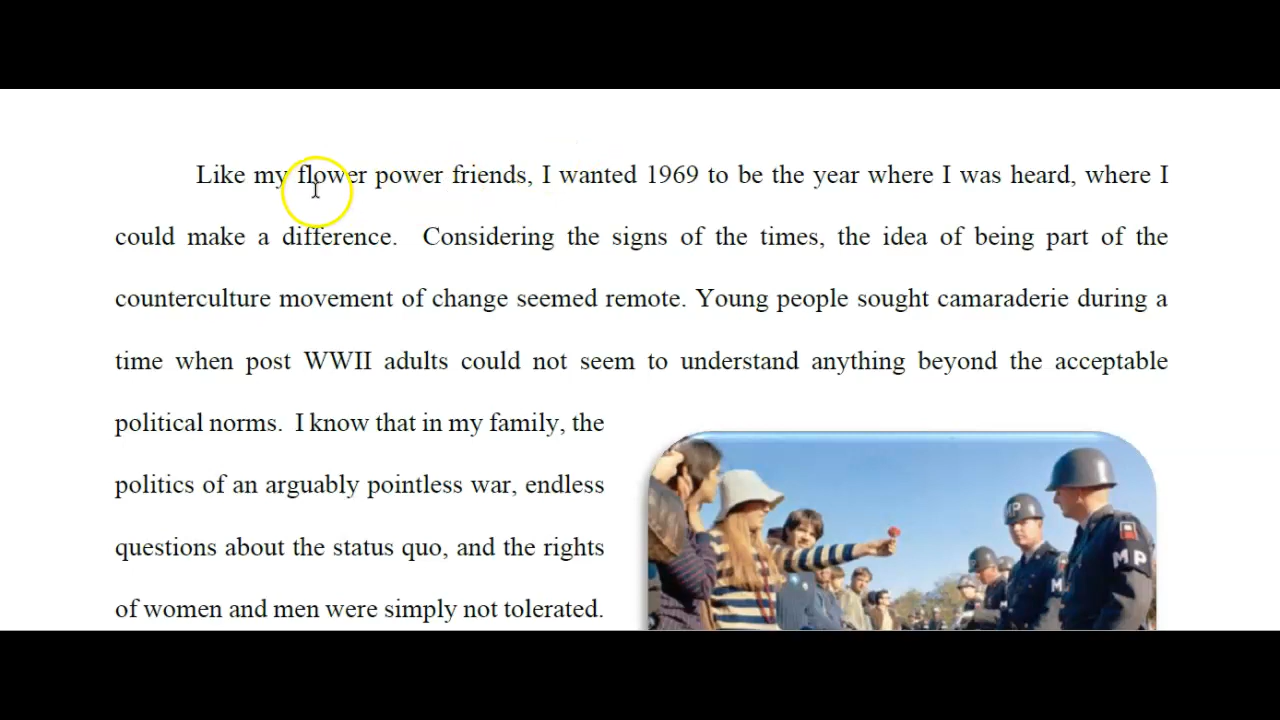 Like my flower power friends, I wanted 1969 to be the year where I was heard, where I
could make a difference.  Considering the signs of the times, the idea of being part of the
counterculture movement of change seemed remote. Young people sought camaraderie during a
time when post WWII adults could not seem to understand anything beyond the acceptable
political norms.  I know that in my family, the
politics of an arguably pointless war, endless
questions about the status quo, and the rights
of women and men were simply not tolerated.
MP
M
MP